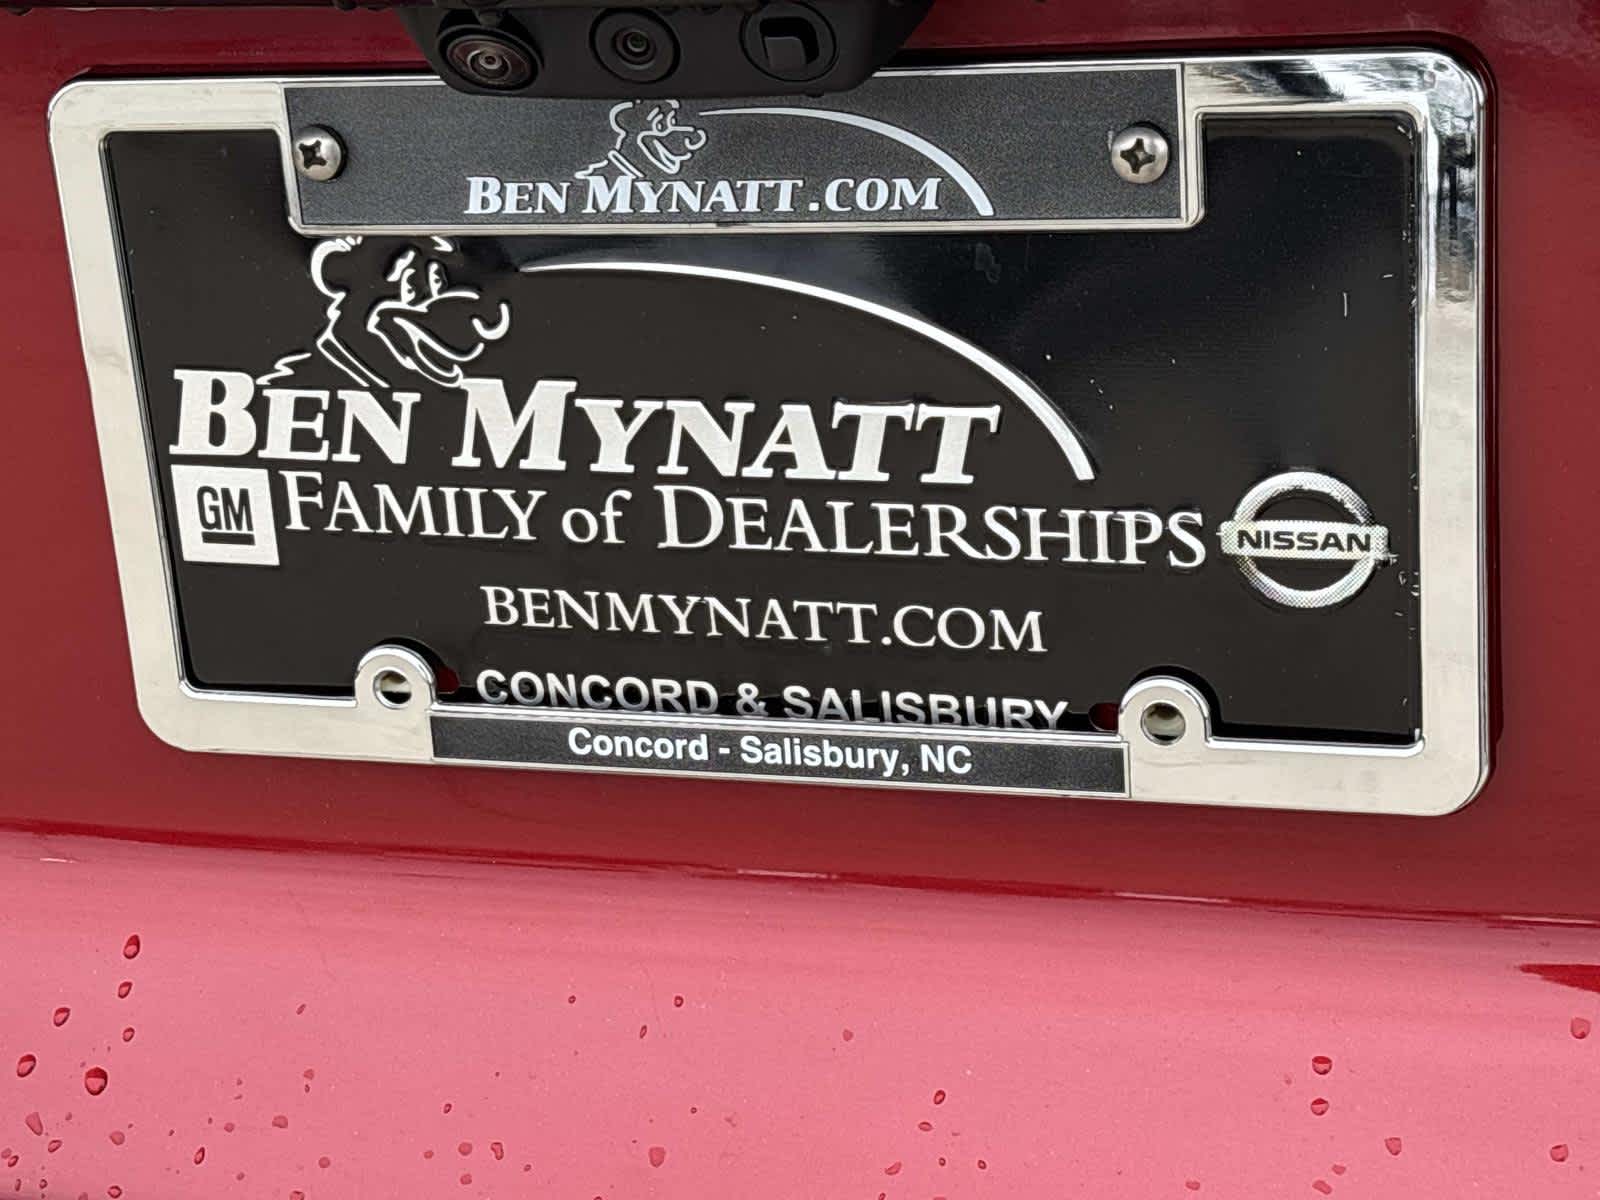 BEN MYNATT.COM
BEN MYNATT
GM
FAMILY of DEALERSHIPS
NISSAN
BENMYNATT.COM
CONCORD & SALISBURY
Concord - Salisbury, NC